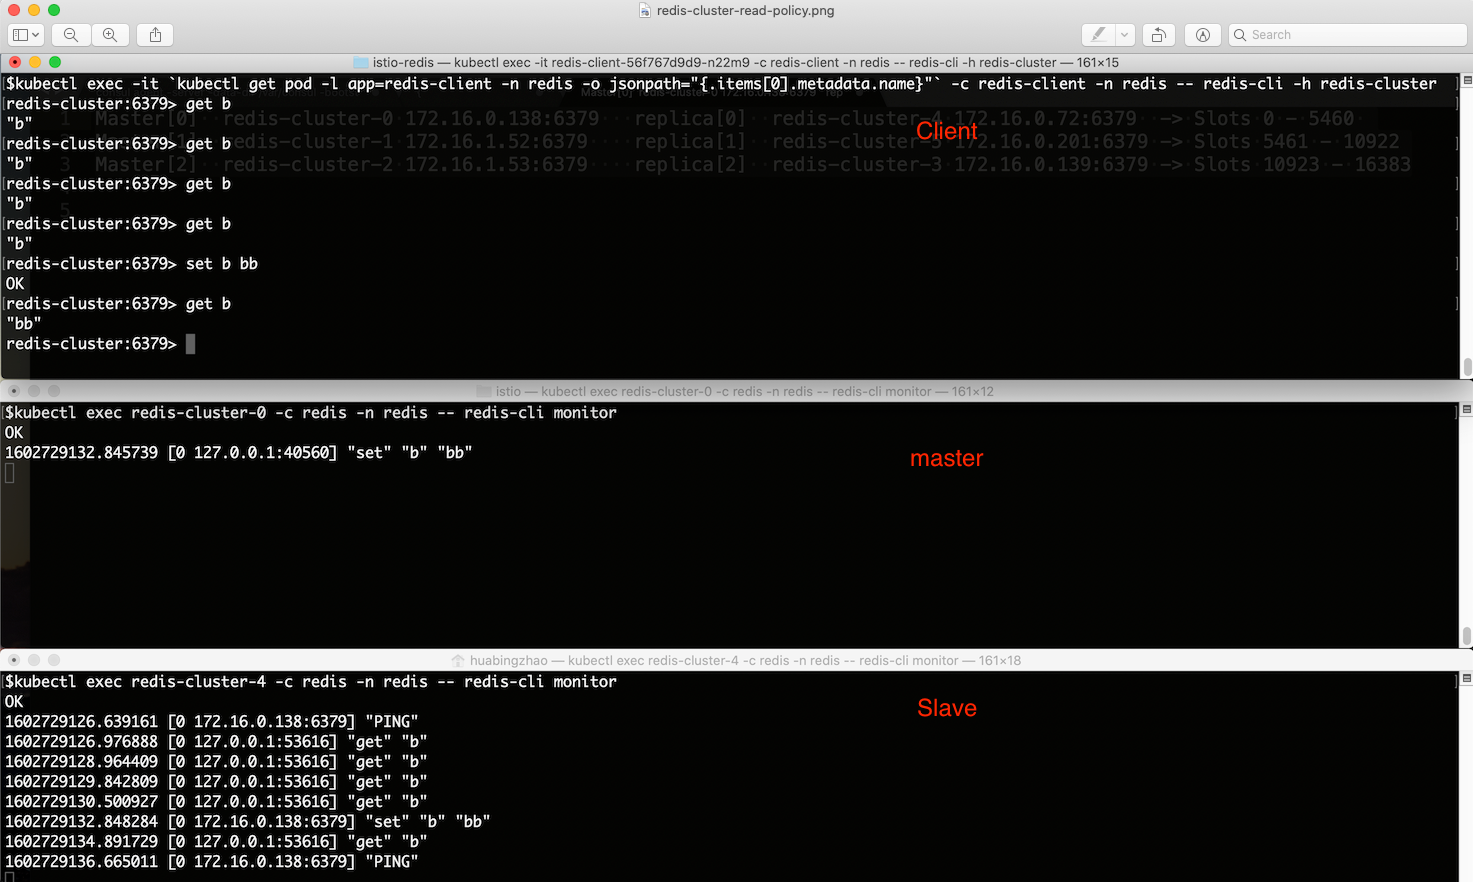 redis-cluster-read-policy.png
Search
istio-redis — kubectl exec -it redis-client-56f767d9d9-n22m9 -c redis-client -n redis -- redis-cli -h redis-cluster — 161×15
$kubectl exec -it `kubectl get pod -l app=redis-client -n redis -o jsonpath="{.items[0].metadata.name}"` -c redis-client -n redis -- redis-cli -h redis-cluster
redis-cluster:6379> get b
"b"
1 Master[0] redis-cluster-0 172.16.0.138:6379 replica[0] redis-cluster-4 172.16.0.72:6379 -> Slots 0 - 5460
Client
redis-cluster:6379> get b
Master[1] redis-cluster-1 172.16.1.52:6379 replica[1] redis-cluster-5 172.16.0.201:6379 -> Slots 5461 - 10922
"b"
3 Master[2] redis-cluster-2 172.16.1.53:6379 replica[2] redis-cluster-3 172.16.0.139:6379 -> Slots 10923 - 16383
redis-cluster:6379> get b
"b"
5
redis-cluster:6379> get b
"b"
redis-cluster:6379> set b bb
OK
redis-cluster:6379> get b
"bb"
redis-cluster:6379>
istio — kubectl exec redis-cluster-0 -c redis -n redis -- redis-cli monitor — 161×12
$kubectl exec redis-cluster-0 -c redis -n redis -- redis-cli monitor
OK
1602729132.845739 [0 127.0.0.1:40560] "set" "b" "bb"
master
huabingzhao — kubectl exec redis-cluster-4 -c redis -n redis -- redis-cli monitor — 161×18
$kubectl exec redis-cluster-4 -c redis -n redis -- redis-cli monitor
OK
Slave
1602729126.639161 [0 172.16.0.138:6379] "PING"
1602729126.976888 [0 127.0.0.1:53616] "get" "b"
1602729128.964409 [0 127.0.0.1:53616] "get" "b"
1602729129.842809 [0 127.0.0.1:53616] "get" "b"
1602729130.500927 [0 127.0.0.1:53616] "get" "b"
1602729132.848284 [0 172.16.0.138:6379] "set" "b" "bb"
1602729134.891729 [0 127.0.0.1:53616] "get" "b"
1602729136.665011 [0 172.16.0.138:6379] "PING"